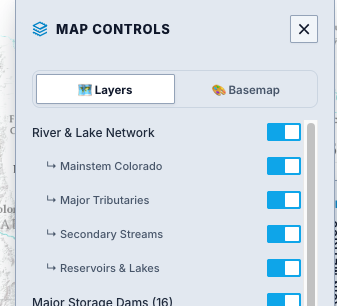 MAP CONTROLS
Layers
Basemap
River & Lake Network
↳ Mainstem Colorado
↳ Major Tributaries
↳ Secondary Streams
↳ Reservoirs & Lakes
Major Storage Dams (16)